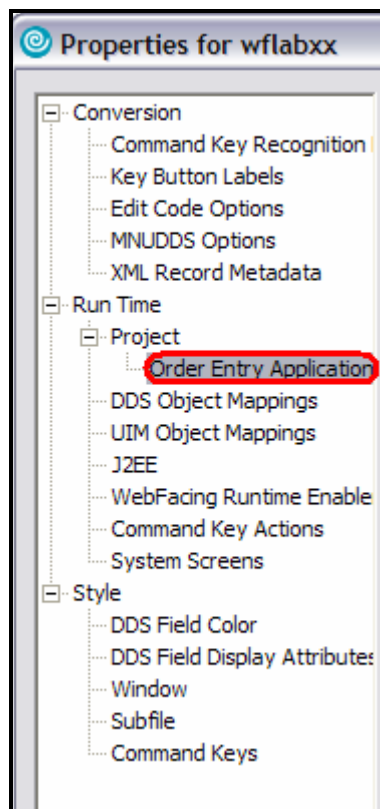 Properties for wflabxx
Conversion
Command Key Recognition
Key Button Labels
Edit Code Options
MNUDDS Options
XML Record Metadata
Run Time
Project
Order Entry Application
DDS Object Mappings
UIM Object Mappings
J2EE
WebFacing Runtime Enable
Command Key Actions
System Screens
Style
DDS Field Color
DDS Field Display Attributes
Window
Subfile
Command Keys